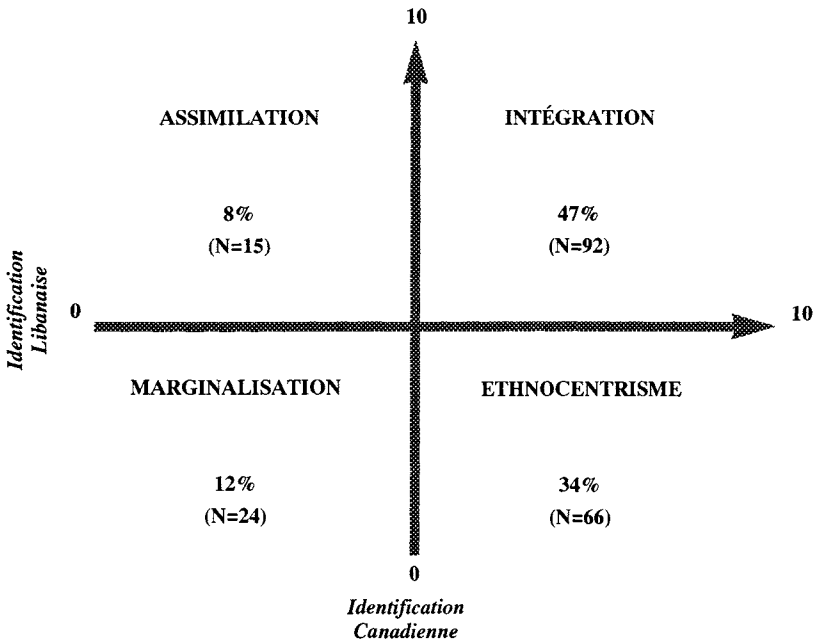 10
ASSIMILATION
INTÉGRATION
8%
(N=15)
47%
(N=92)
Identification
Libanaise
0
10
MARGINALISATION
ETHNOCENTRISME
12%
(N=24)
34%
(N=66)
0
Identification
Canadienne